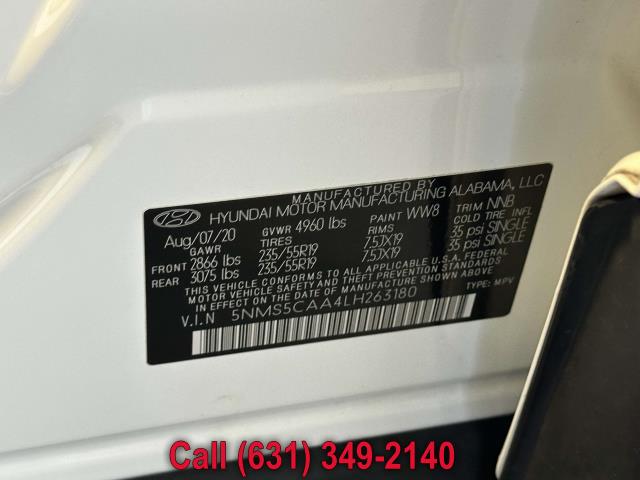 MANUFACTURED BY
HYUNDAI MOTOR MANUFACTURING ALABAMA, LLC
Aug/07/20 GVWR 4960 lbs PAINT WW8 TRIM NNB
GAWR TIRES RIMS COLD TIRE INFL
FRONT 2866 lbs 235/55R19 7.5JX19 35 psi SINGLE
REAR 3075 lbs 235/55R19 7.5JX19 35 psi SINGLE
THIS VEHICLE CONFORMS TO ALL APPLICABLE U.S.A. FEDERAL
MOTOR VEHICLE SAFETY, BUMPER, AND THEFT PREVENTION
STANDARDS IN EFFECT ON THE DATE OF MANUFACTURE SHOWN ABOVE.
V.I.N 5NMS5CAA4LH263180 TYPE: MPV
Call (631) 349-2140